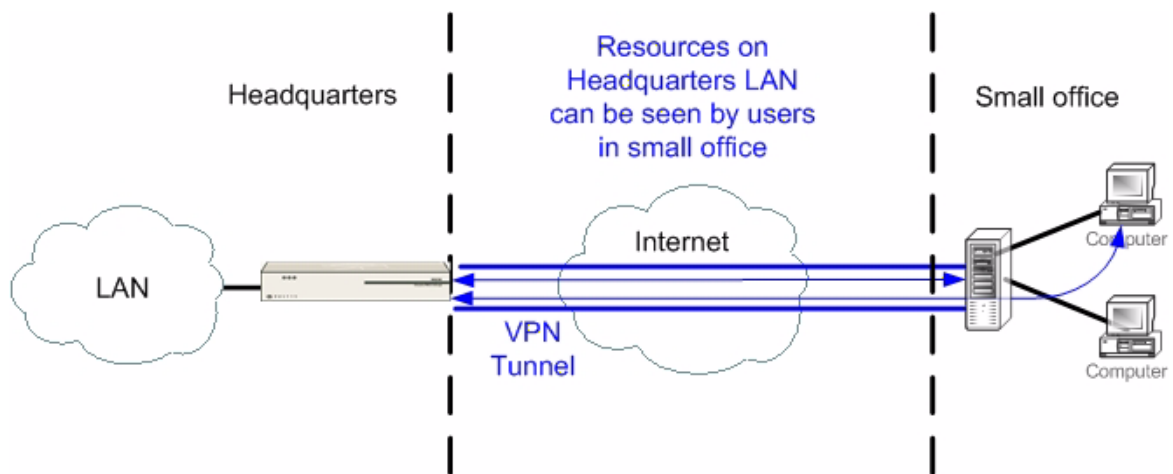 Headquarters
Resources on
Headquarters LAN
can be seen by users
in small office
Small office
LAN
Internet
VPN
Tunnel
Computer
Computer